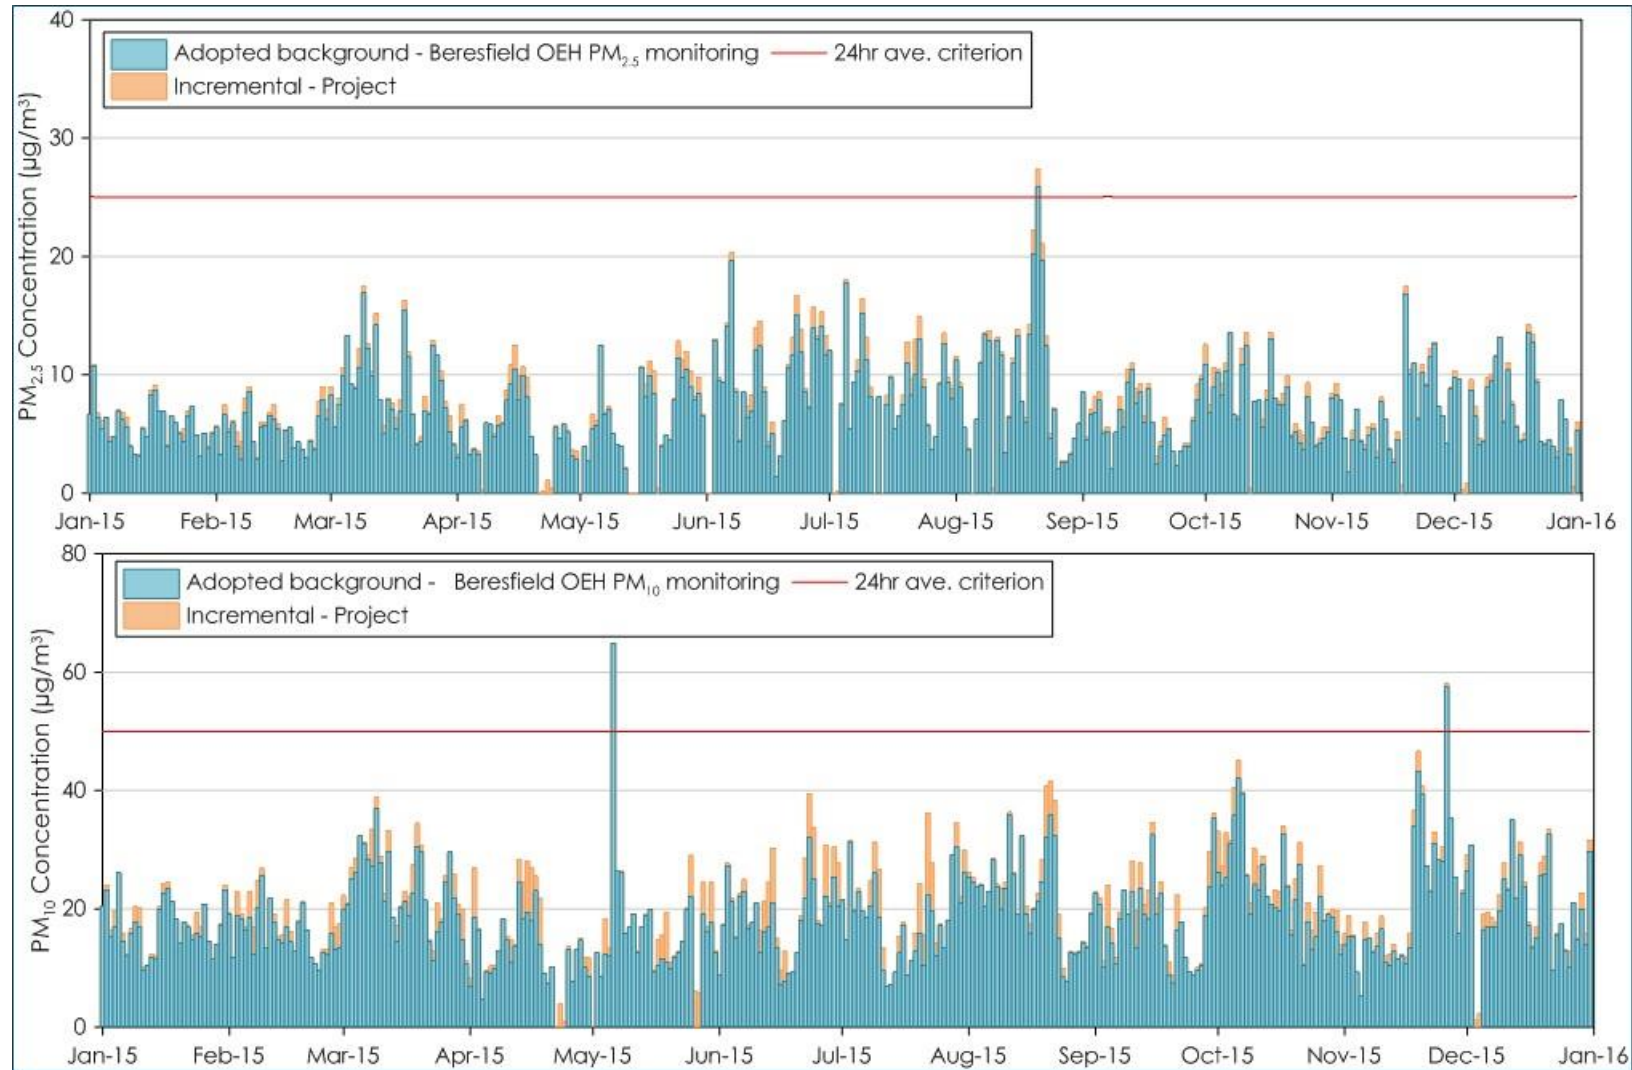 40
Adopted background - Beresfield OEH PM2.5 monitoring 24hr ave. criterion
Incremental - Project
30
20
10
0
PM2.5 Concentration (µg/m³)
Jan-15 Feb-15 Mar-15 Apr-15 May-15 Jun-15 Jul-15 Aug-15 Sep-15 Oct-15 Nov-15 Dec-15 Jan-16
80
Adopted background - Beresfield OEH PM10 monitoring 24hr ave. criterion
Incremental - Project
60
40
20
0
PM10 Concentration (µg/m³)
Jan-15 Feb-15 Mar-15 Apr-15 May-15 Jun-15 Jul-15 Aug-15 Sep-15 Oct-15 Nov-15 Dec-15 Jan-16